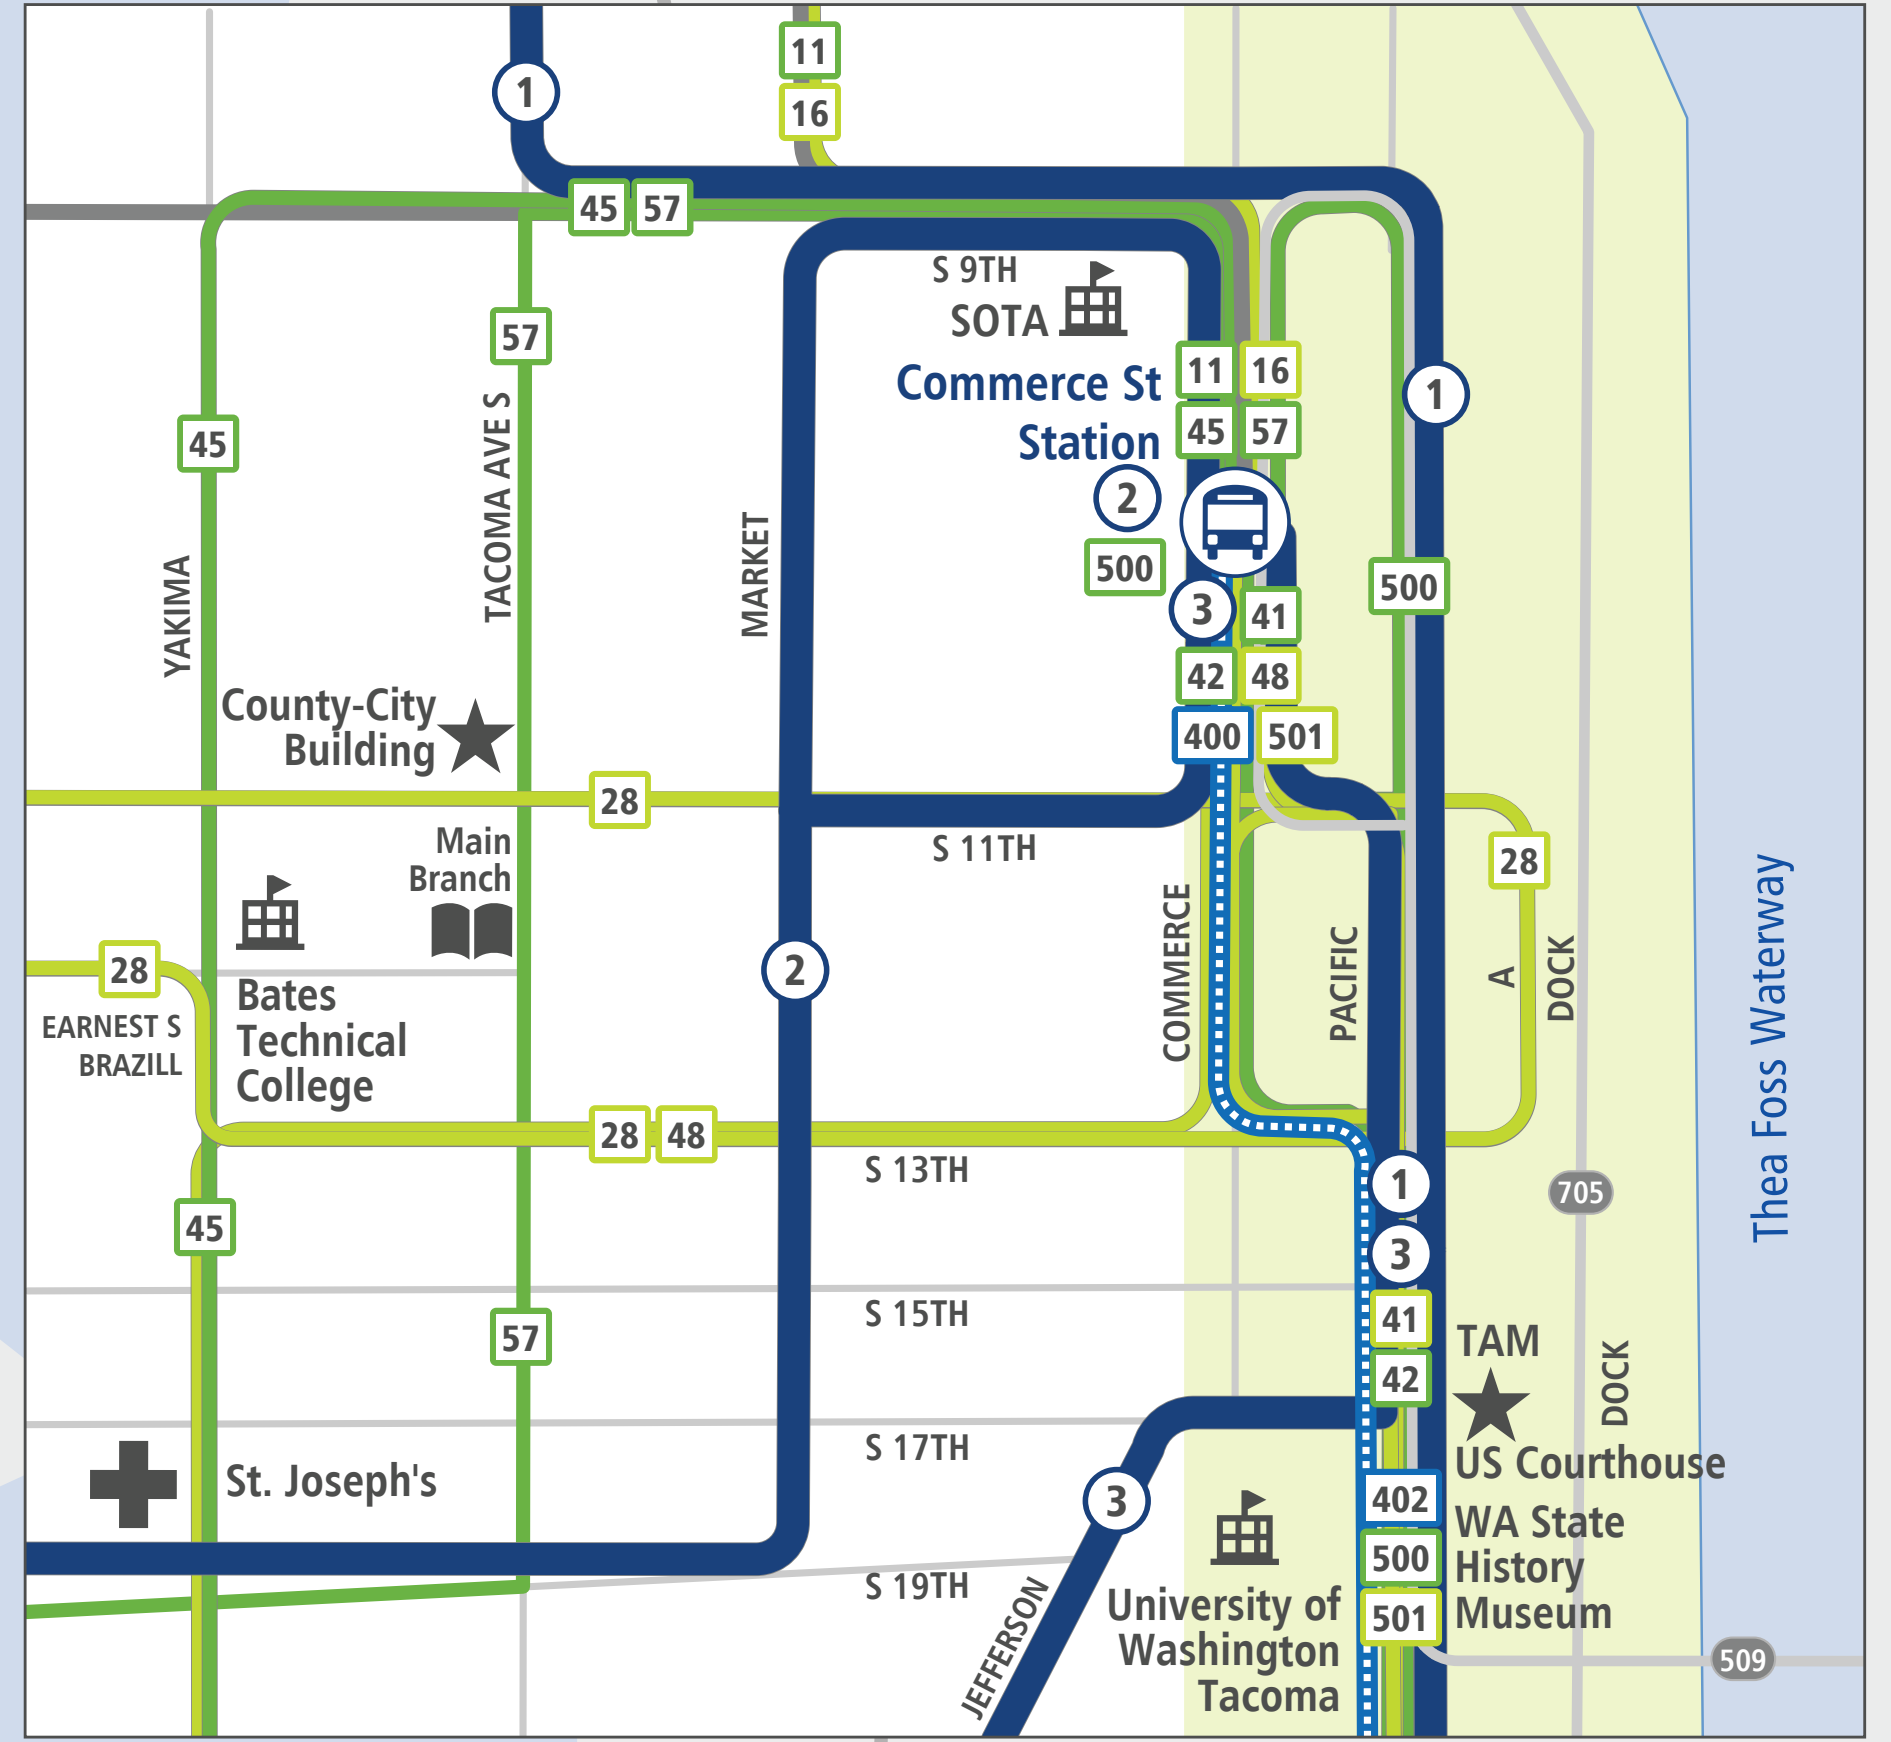 11
1
16
45 57
S 9TH
SOTA
57
Commerce St
Station
11 16
45 57
1
45
TACOMA AVE S
2
500
YAKIMA
MARKET
3
41
500
42 48
400 501
County-City
Building
28
S 11TH
Main
Branch
28
28
COMMERCE
PACIFIC
A
DOCK
Thea Foss Waterway
2
Bates
Technical
College
EARNEST S
BRAZILL
28 48
S 13TH
1
705
45
3
S 15TH
41
57
TAM
42
DOCK
S 17TH
US Courthouse
St. Joseph's
402
3
WA State
History
Museum
500
S 19TH
501
JEFFERSON
University of
Washington
Tacoma
509